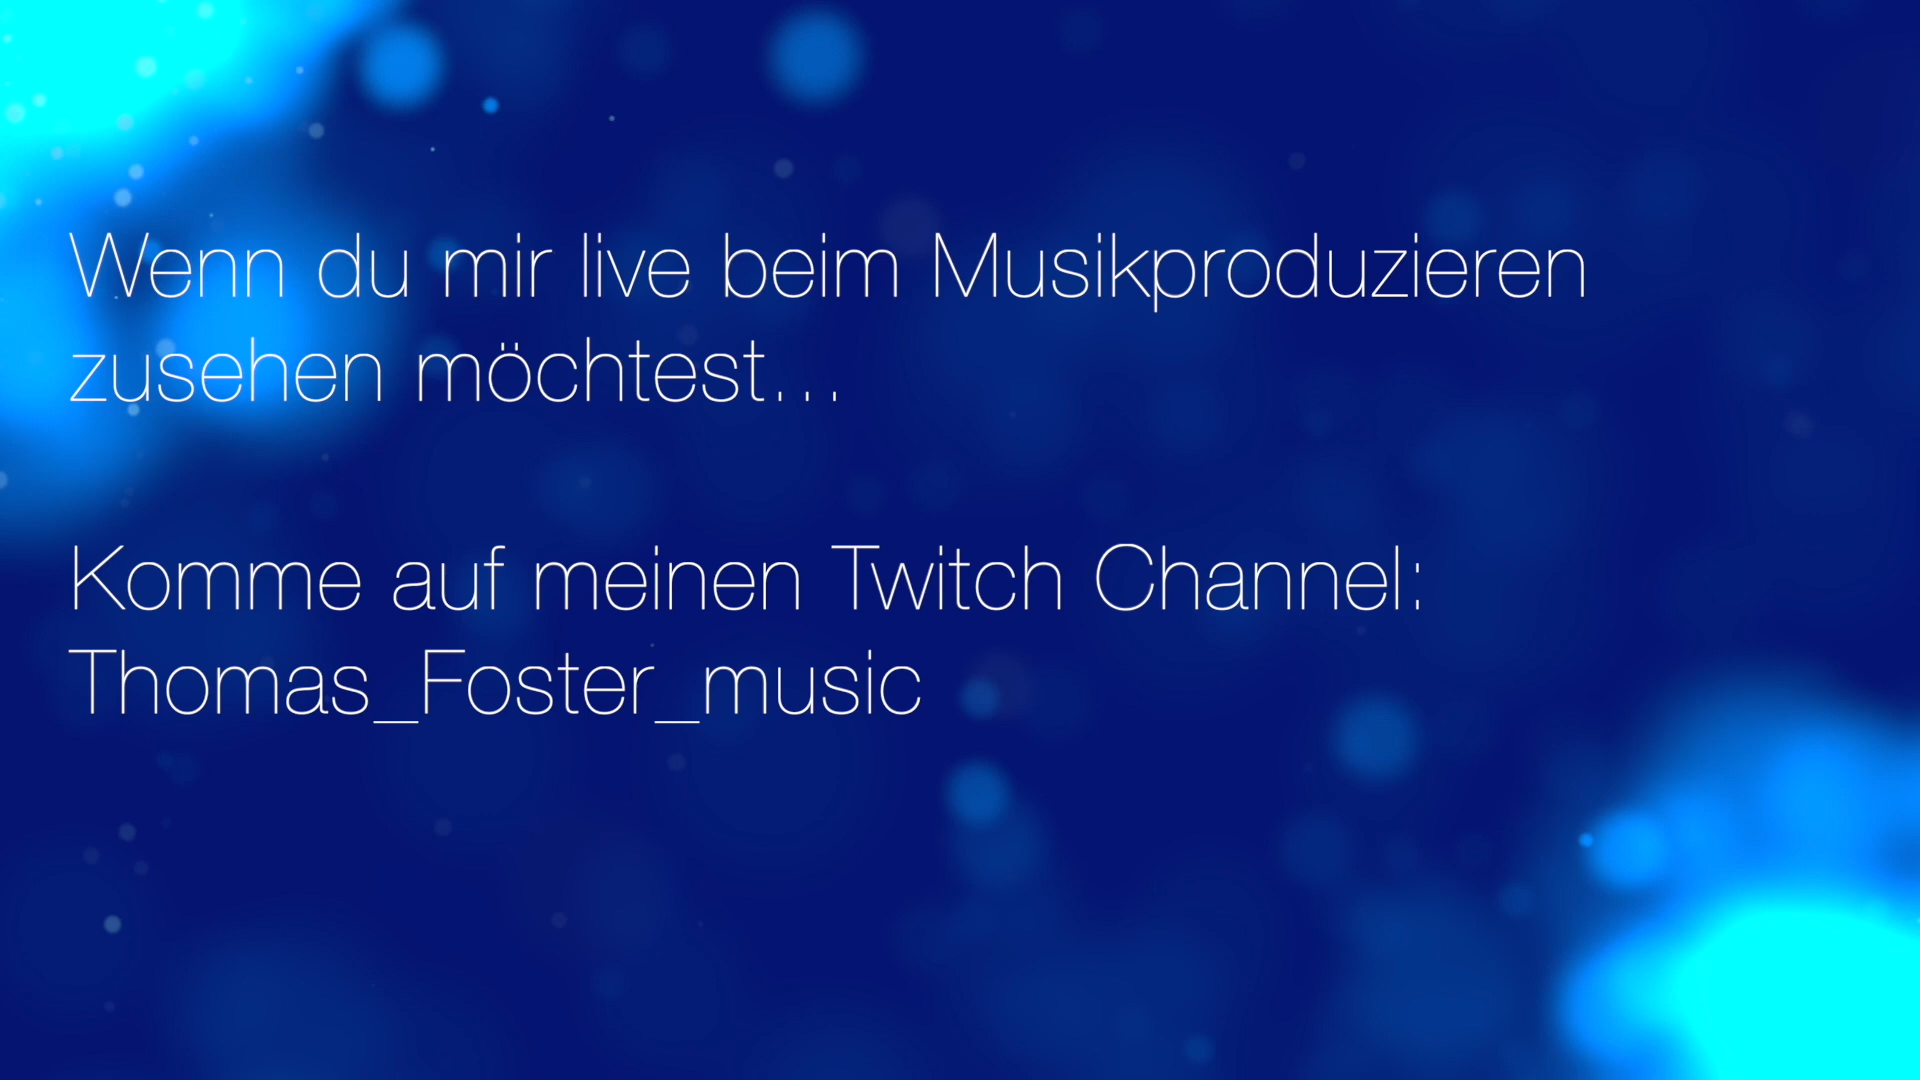 Wenn du mir live beim Musikproduzieren
zusehen möchtest...
Komme auf meinen Twitch Channel:
Thomas_Foster_music